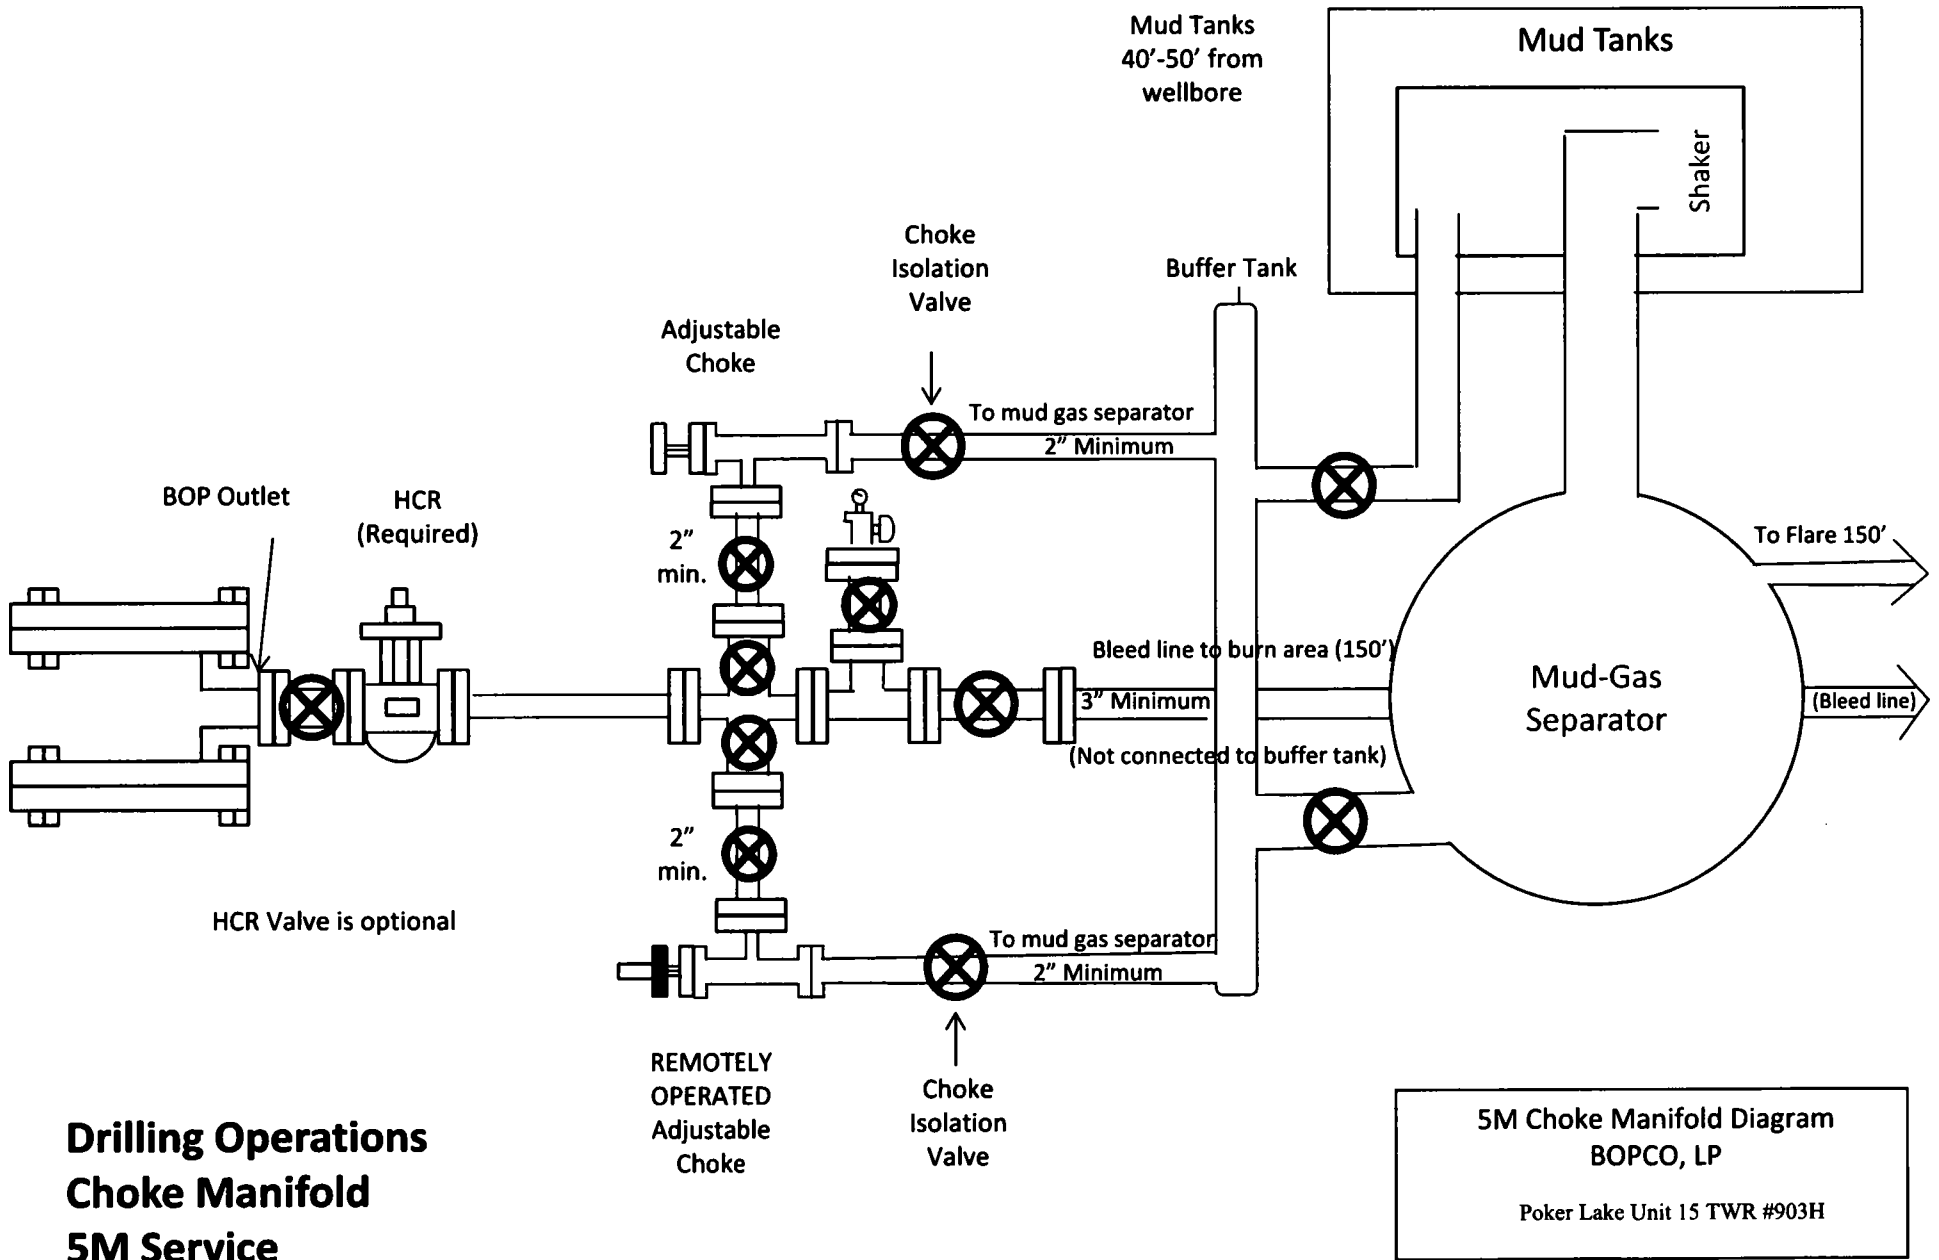 Mud Tanks
40'-50' from
wellbore
Mud Tanks
Shaker
Choke
Isolation
Valve
Buffer Tank
Adjustable
Choke
To mud gas separator
2” Minimum
BOP Outlet
HCR
(Required)
2”
min.
To Flare 150'
Bleed line to burn area (150')
3” Minimum
(Not connected to buffer tank)
Mud-Gas
Separator
(Bleed line)
2”
min.
HCR Valve is optional
To mud gas separator
2” Minimum
REMOTELY
OPERATED
Adjustable
Choke
Choke
Isolation
Valve
Drilling Operations
Choke Manifold
5M Service
5M Choke Manifold Diagram
BOPCO, LP
Poker Lake Unit 15 TWR #903H